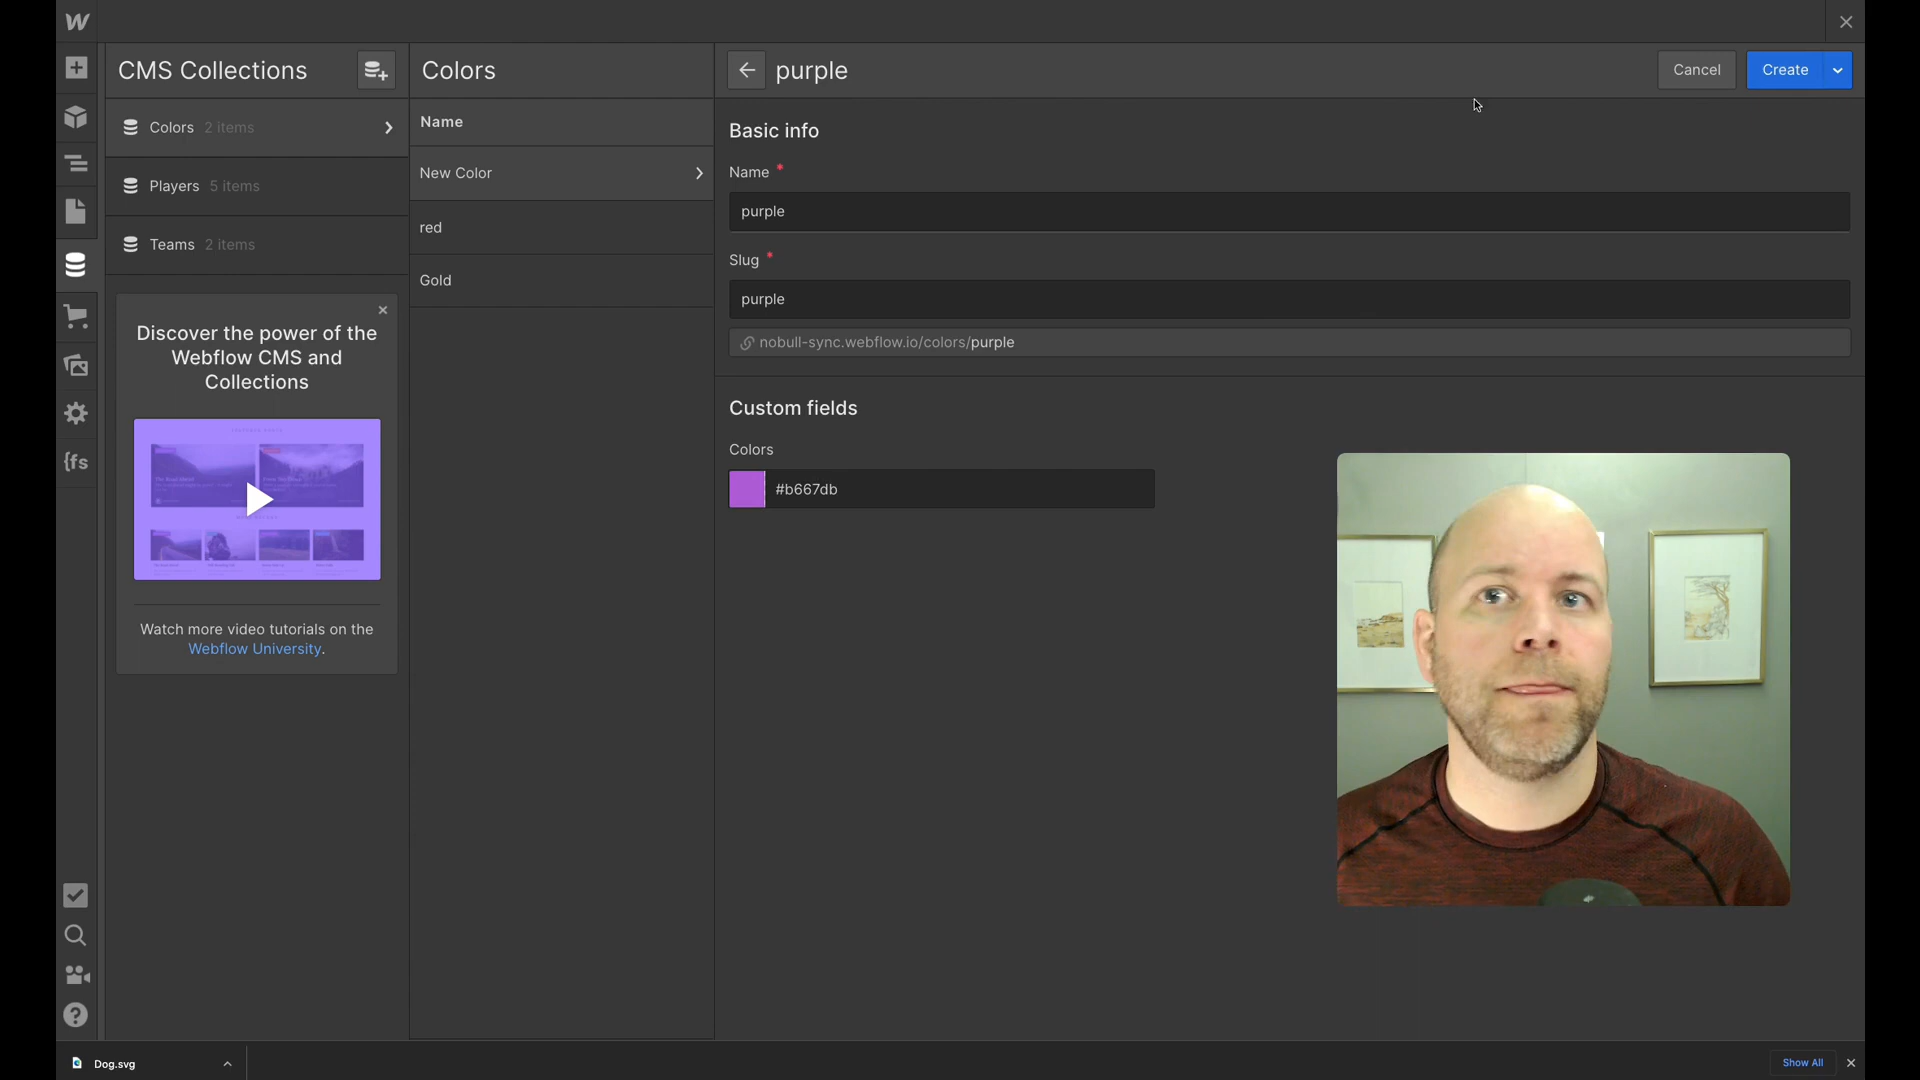 CMS Collections
Colors
purple
Cancel
Create
Colors 2 items
Players 5 items
Teams 2 items
Name
New Color
red
Gold
Discover the power of the
Webflow CMS and
Collections
Watch more video tutorials on the
Webflow University.
Basic info
Name *
purple
Slug *
purple
nobull-sync.webflow.io/colors/purple
Custom fields
Colors
#b667db
{fs
Dog.svg
Show All